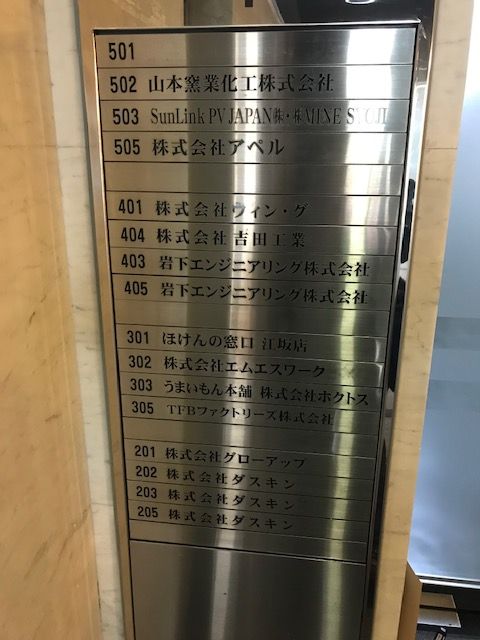 501
502 山本窯業化工株式会社
503 SunLink PV JAPAN㈱・㈱MINE SYOJI
505 株式会社アペル
401 株式会社ウィン・グ
404 株式会社 吉田工業
403 岩下エンジニアリング株式会社
405 岩下エンジニアリング株式会社
301 ほけんの窓口 江坂店
302 株式会社エムエスワーク
303 うまいもん本舗 株式会社ホクトス
305 TFBファクトリーズ株式会社
201 株式会社グローアップ
202 株式会社ダスキン
203 株式会社ダスキン
205 株式会社ダスキン